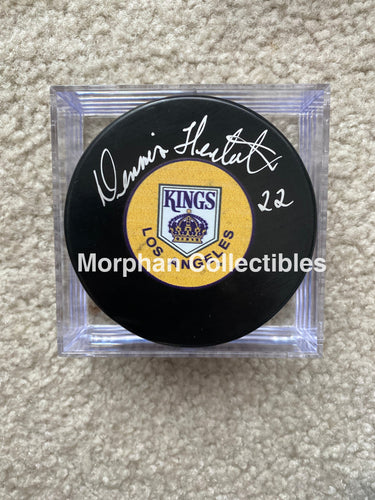 Dennis Hextall
22
KINGS
LOS ANGELES
Morphan Collectibles